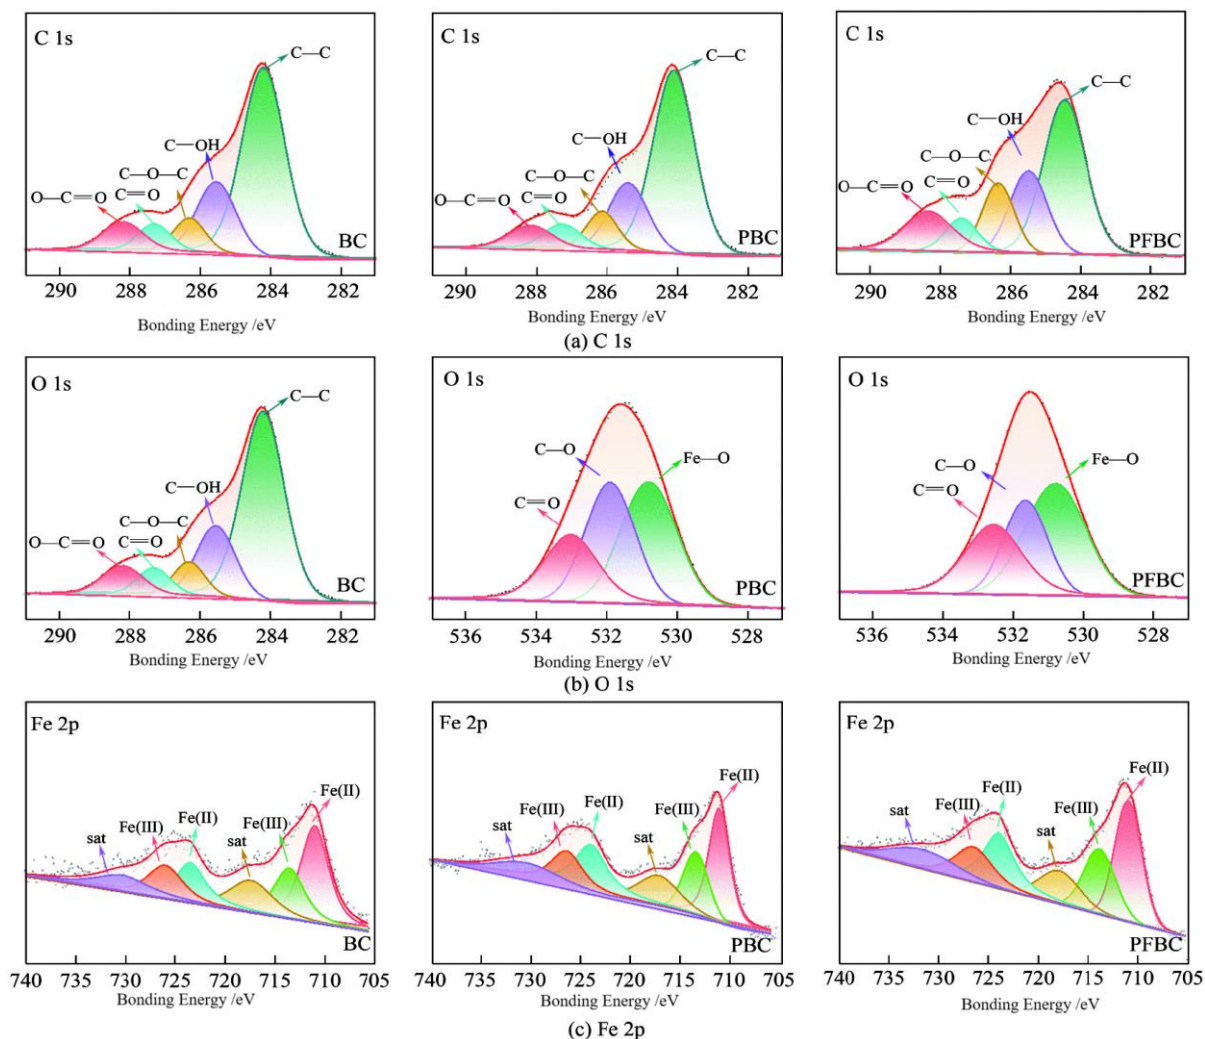 C 1s
C—C
C—OH
C—O—C
C=O
O—C=O
BC
290 288 286 284 282
Bonding Energy /eV
C 1s
C—C
C—OH
C—O—C
C=O
O—C=O
PBC
290 288 286 284 282
Bonding Energy /eV
C 1s
C—C
C—OH
C—O—C
C=O
O—C=O
PFBC
290 288 286 284 282
Bonding Energy /eV
(a) C 1s
O 1s
C—C
C—OH
C—O—C
C=O
O—C=O
BC
290 288 286 284 282
Bonding Energy /eV
O 1s
C—O
Fe—O
C=O
PBC
536 534 532 530 528
Bonding Energy /eV
O 1s
C—O
Fe—O
C=O
PFBC
536 534 532 530 528
Bonding Energy /eV
(b) O 1s
Fe 2p
Fe(II)
Fe(III)
Fe(II)
Fe(III)
sat
sat
BC
740 730 725 720 715 710 705
Bonding Energy /eV
Fe 2p
Fe(II)
Fe(III)
Fe(II)
Fe(III)
sat
sat
PBC
740 730 725 720 715 710 705
Bonding Energy /eV
Fe 2p
Fe(II)
Fe(III)
Fe(II)
Fe(III)
sat
sat
PFBC
740 730 725 720 715 710 705
Bonding Energy /eV
(c) Fe 2p